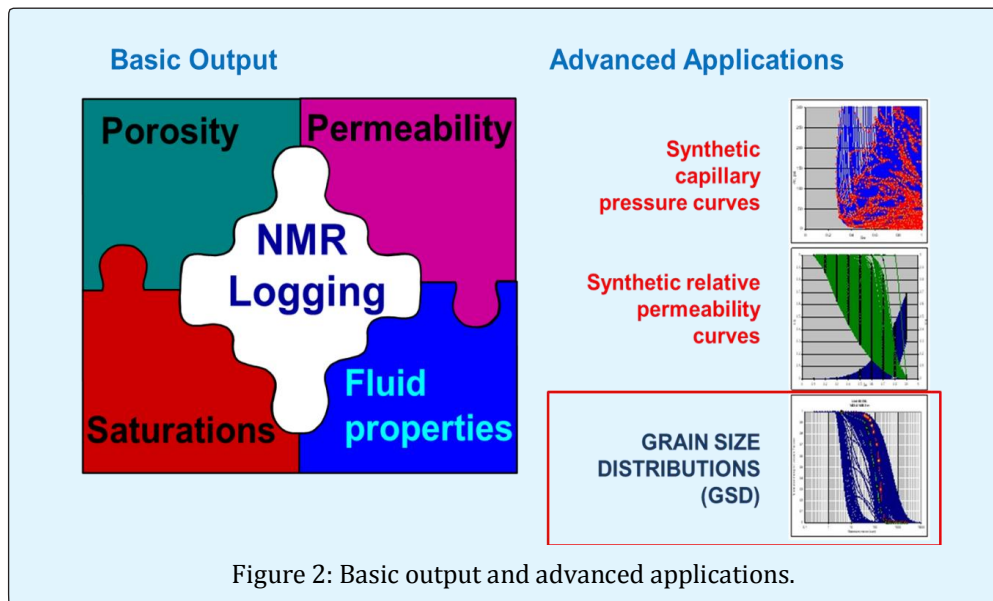 Basic Output
Advanced Applications
Porosity
Permeability
NMR
Logging
Saturations
Fluid
properties
Synthetic
capillary
pressure curves
Synthetic relative
permeability
curves
GRAIN SIZE
DISTRIBUTIONS
(GSD)
Figure 2: Basic output and advanced applications.